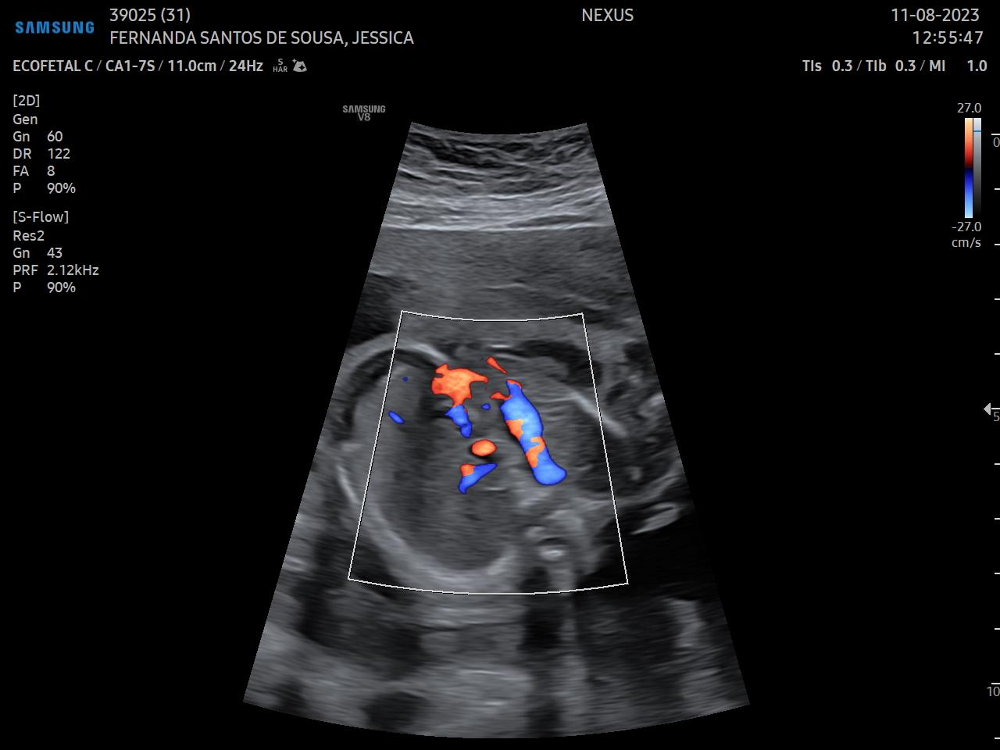 SAMSUNG
39025 (31)
NEXUS
11-08-2023
FERNANDA SANTOS DE SOUSA, JESSICA
12:55:47
ECOFETAL C / CA1-7S / 11.0cm / 24Hz
S
HAR
TIs 0.3 / TIb 0.3 / MI 1.0
[2D]
Gen
Gn 60
DR 122
FA 8
P 90%
[S-Flow]
Res2
Gn 43
PRF 2.12kHz
P 90%
SAMSUNG
V8
27.0
-27.0
cm/s
0
5
10